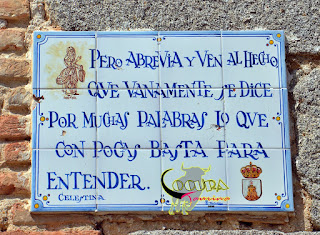 PERO ABREVIA Y VEN AL HECHO
QUE VANAMENTE SE DICE
POR MUCHAS PALABRAS LO QUE
CON POCAS BASTA PARA
ENTENDER.
CELESTINA